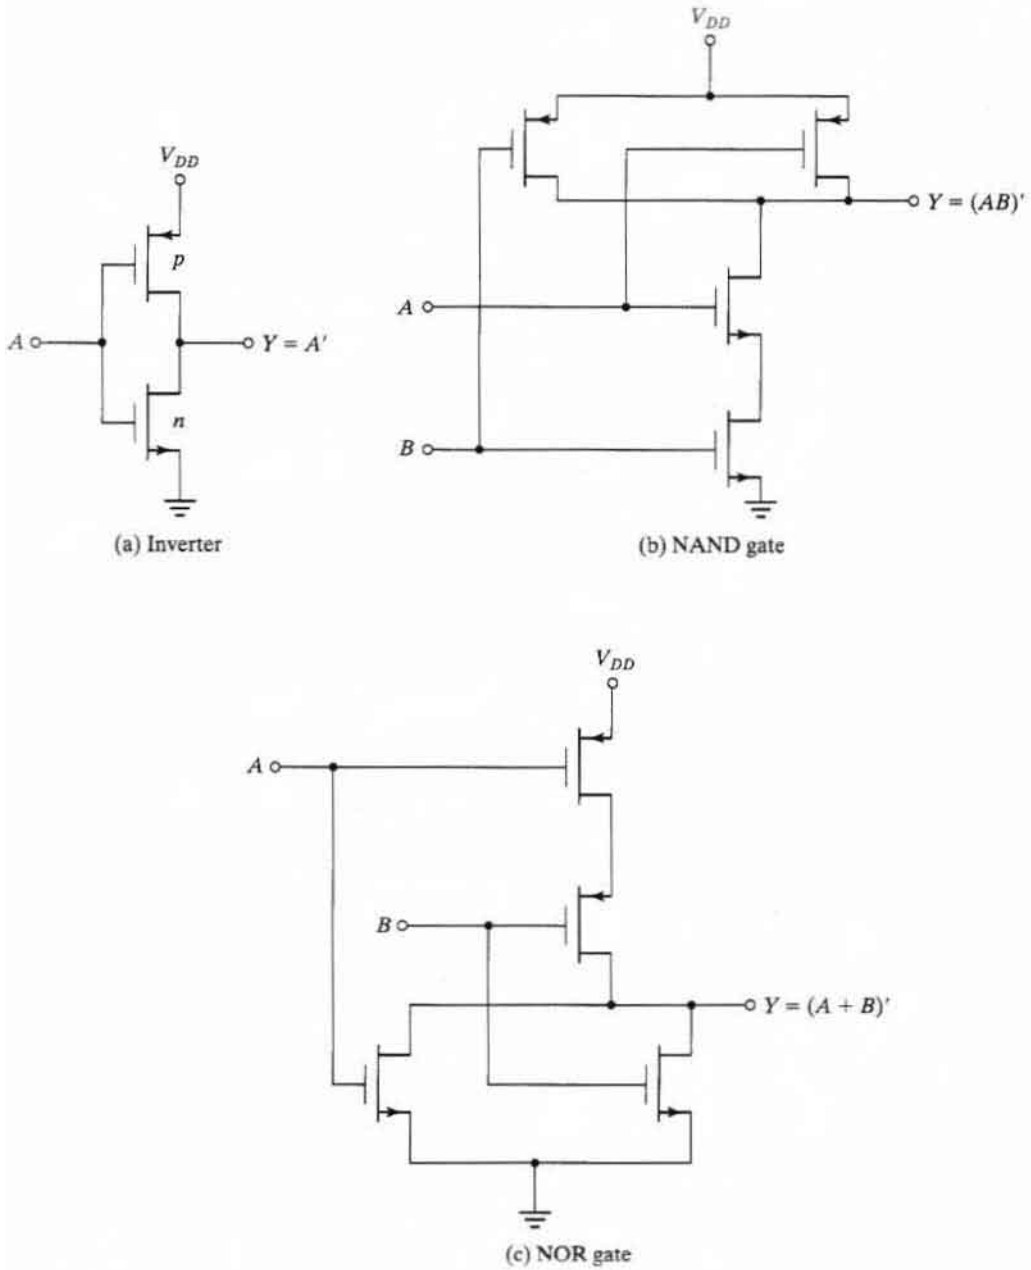 V_DD
p
A
Y = A'
n
(a) Inverter
V_DD
Y = (AB)'
A
B
(b) NAND gate
V_DD
A
B
Y = (A + B)'
(c) NOR gate